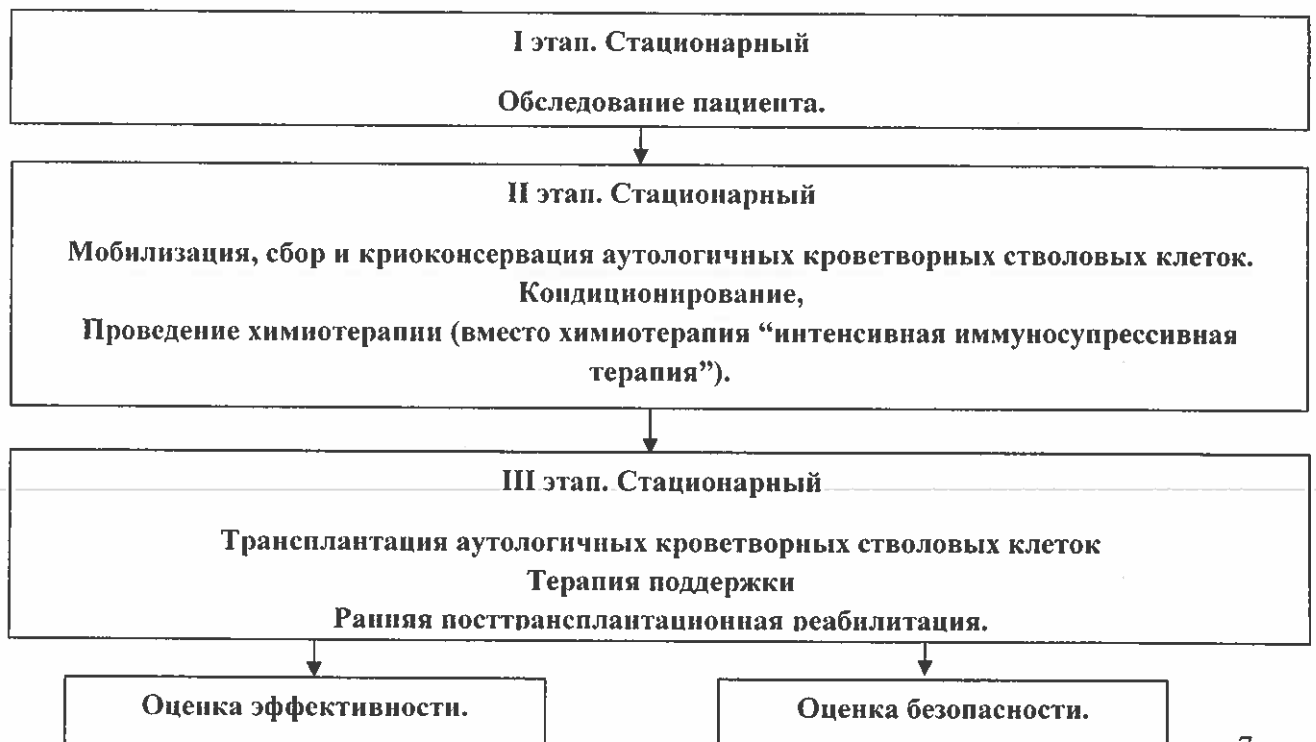 I этап. Стационарный
Обследование пациента.
II этап. Стационарный
Мобилизация, сбор и криоконсервация аутологичных кроветворных стволовых клеток.
Кондиционирование,
Проведение химиотерапии (вместо химиотерапия “интенсивная иммуносупрессивная
терапия”).
III этап. Стационарный
Трансплантация аутологичных кроветворных стволовых клеток
Терапия поддержки
Ранняя посттрансплантационная реабилитация.
Оценка эффективности.
Оценка безопасности.